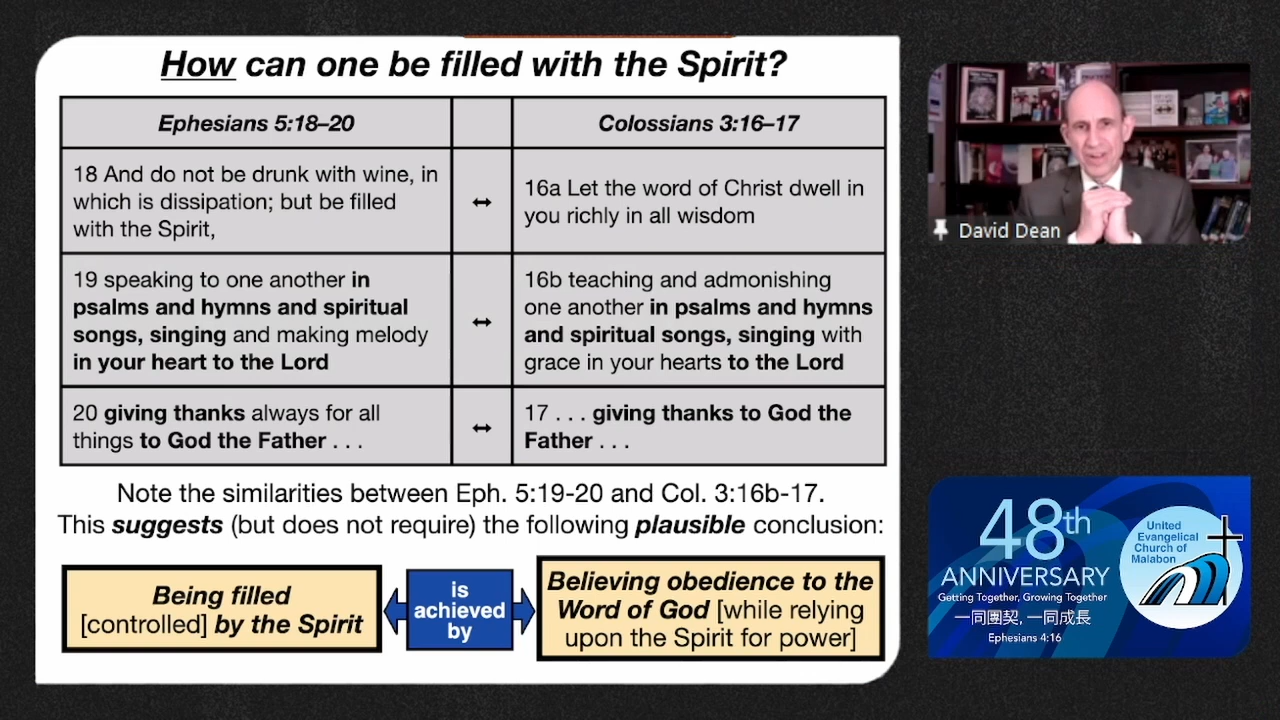 How can one be filled with the Spirit?
Ephesians 5:18–20
Colossians 3:16–17
18 And do not be drunk with wine, in
which is dissipation; but be filled
with the Spirit,
↔
16a Let the word of Christ dwell in
you richly in all wisdom
19 speaking to one another in
psalms and hymns and spiritual
songs, singing and making melody
in your heart to the Lord
↔
16b teaching and admonishing
one another in psalms and hymns
and spiritual songs, singing with
grace in your hearts to the Lord
20 giving thanks always for all
things to God the Father . . .
↔
17 . . . giving thanks to God the
Father . . .
Note the similarities between Eph. 5:19-20 and Col. 3:16b-17.
This suggests (but does not require) the following plausible conclusion:
Being filled
[controlled] by the Spirit
is
achieved
by
Believing obedience to the
Word of God [while relying
upon the Spirit for power]
David Dean
48th
ANNIVERSARY
Getting Together, Growing Together
一同團契, 一同成長
Ephesians 4:16
United
Evangelical
Church of
Malabon